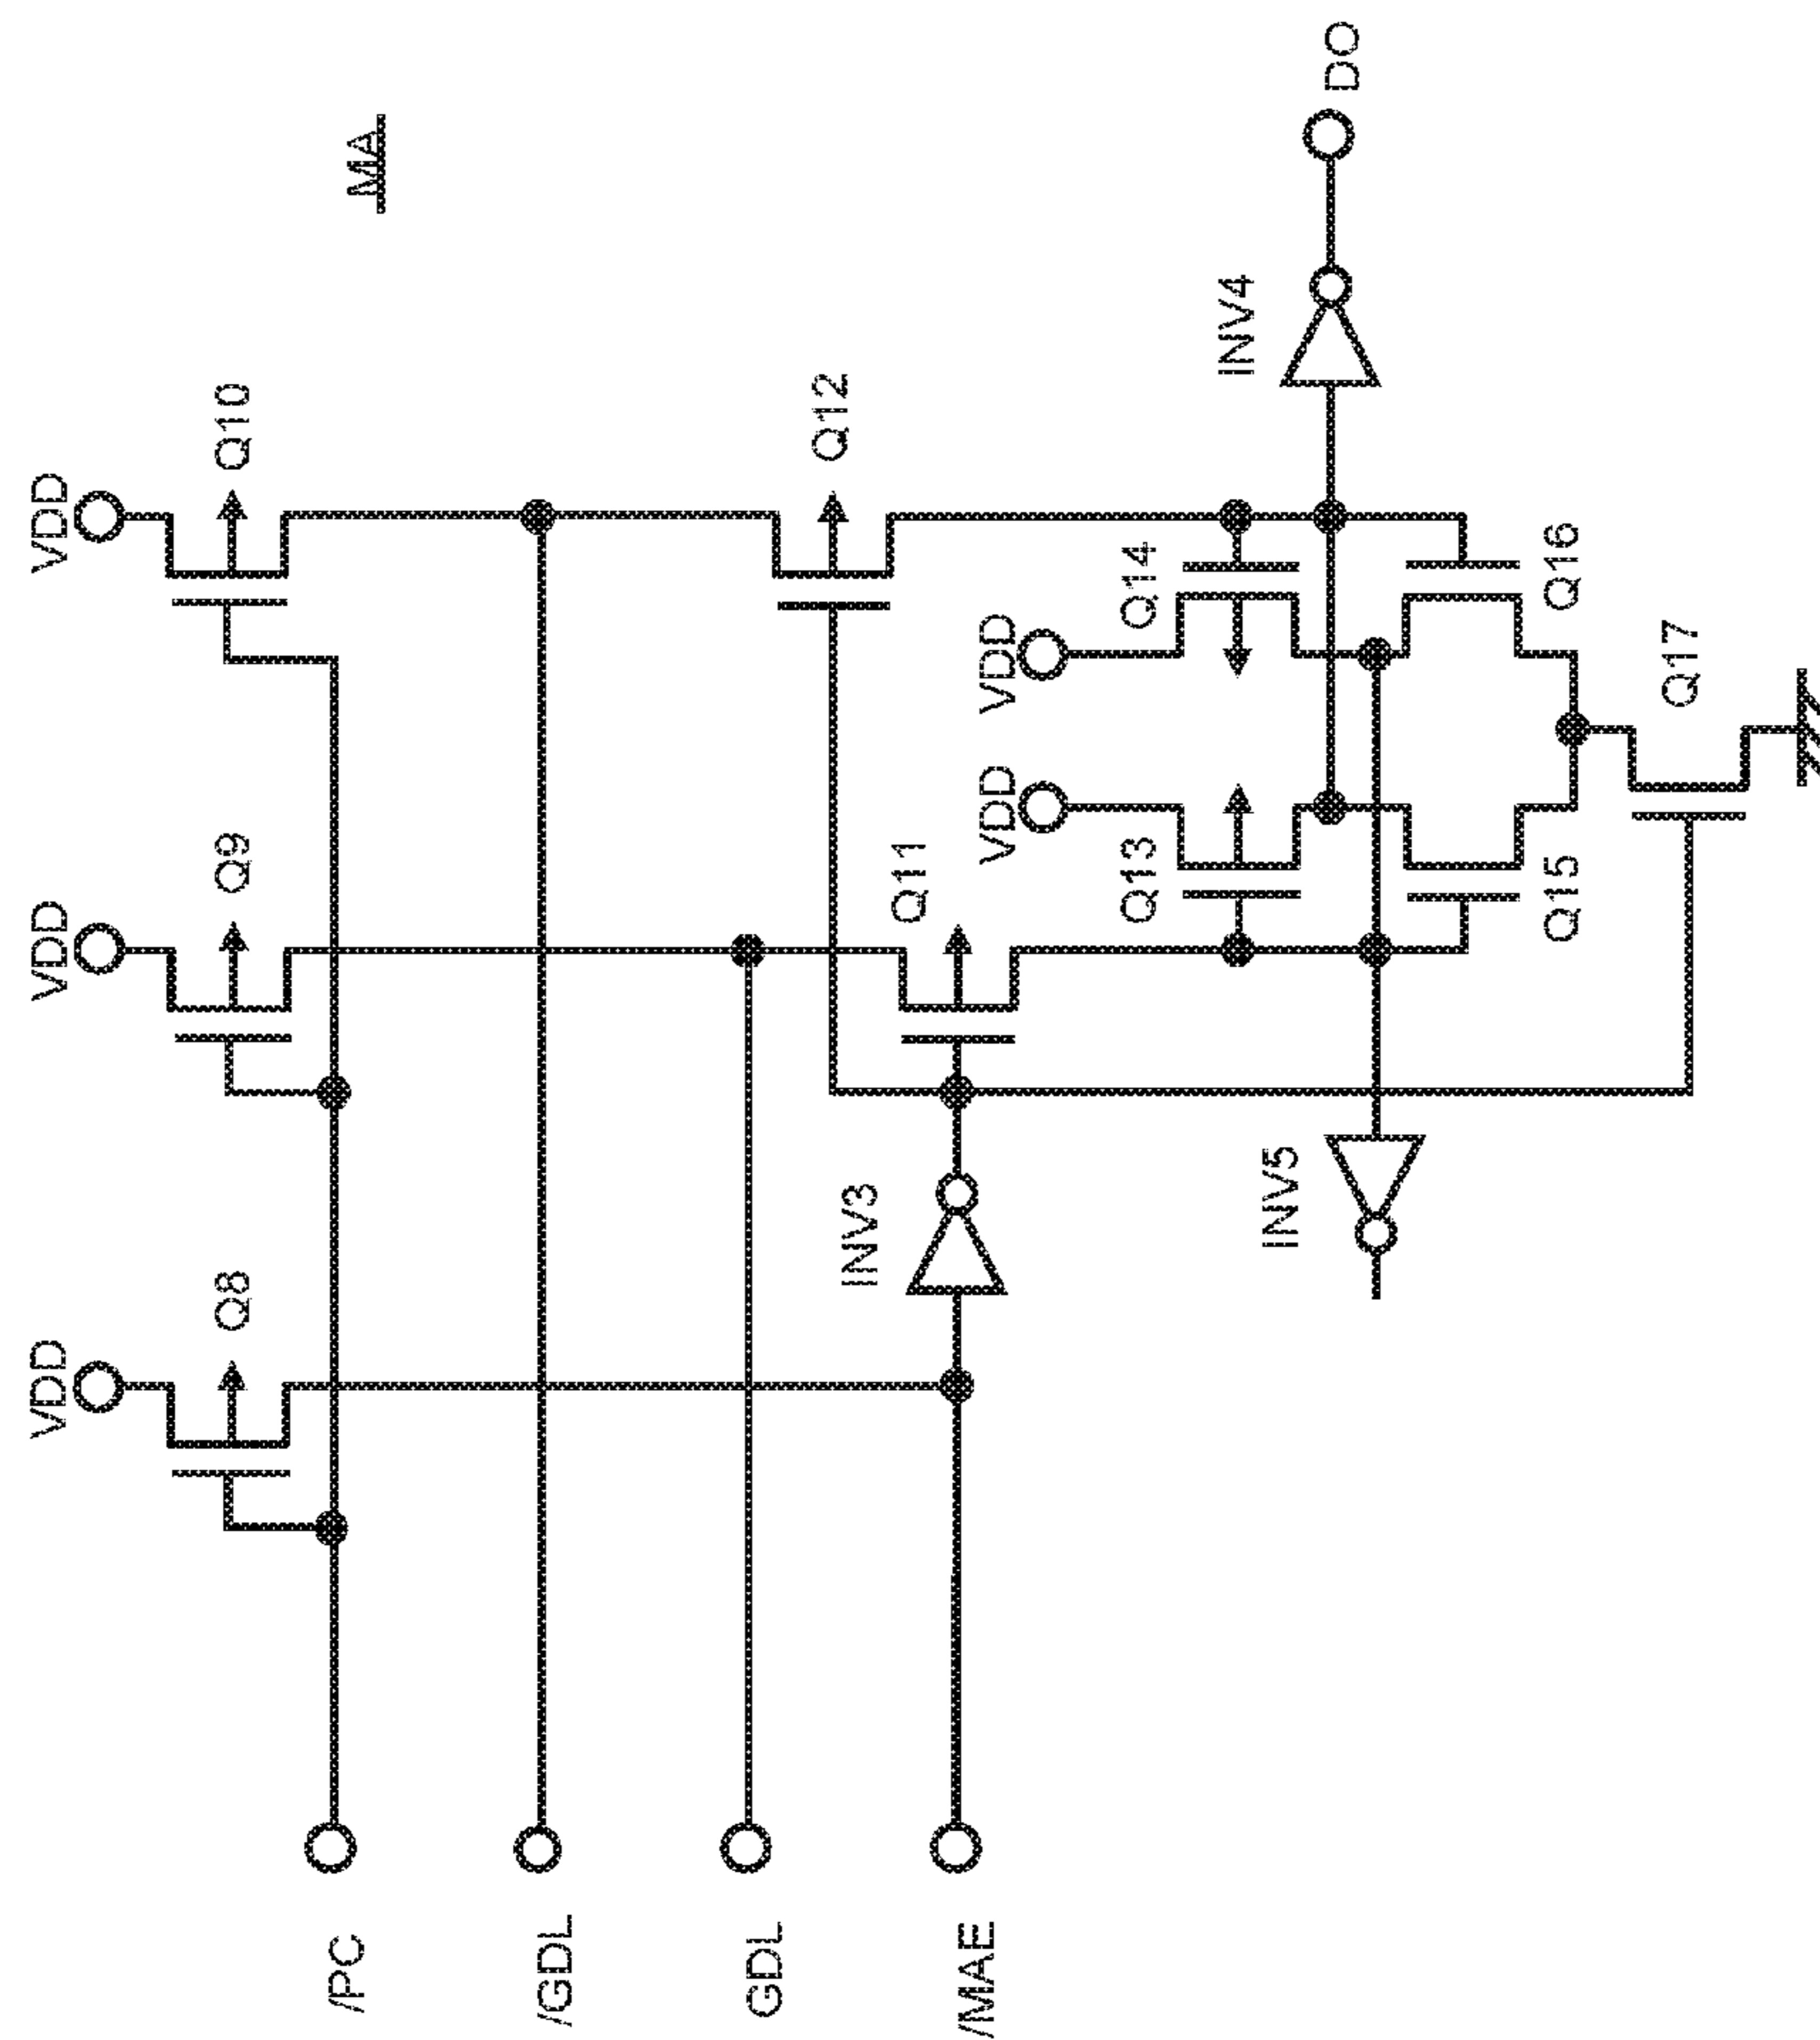 MA
VDD
Q8
VDD
Q9
VDD
Q10
/PC
/GDL
GDL
/MAE
INV3
Q11
Q12
VDD
Q13
VDD
Q14
INV4
DO
INV5
Q15
Q16
Q17